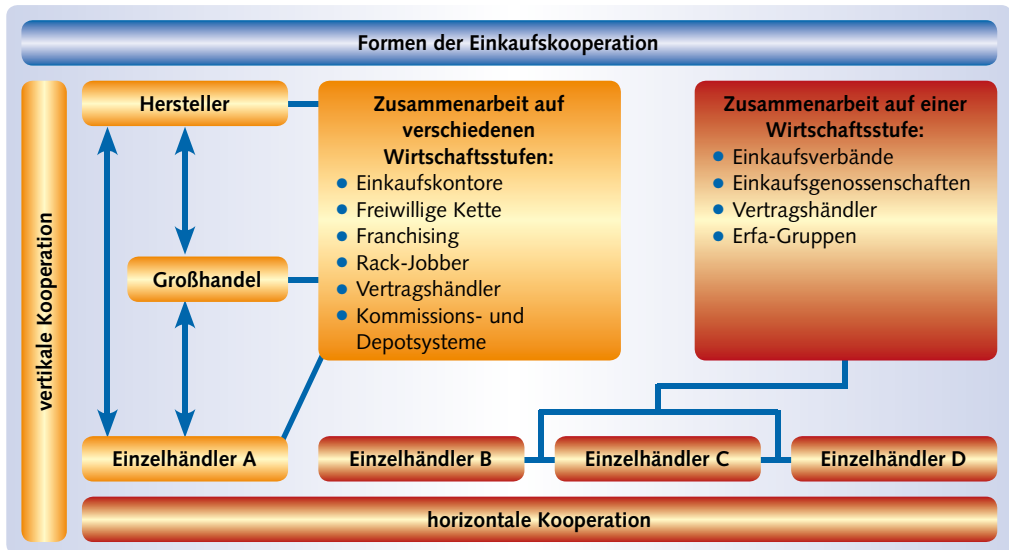 Formen der Einkaufskooperation
vertikale Kooperation
Hersteller
Großhandel
Einzelhändler A
Zusammenarbeit auf
verschiedenen
Wirtschaftsstufen:
● Einkaufskontore
● Freiwillige Kette
● Franchising
● Rack-Jobber
● Vertragshändler
● Kommissions- und
Depotsysteme
Zusammenarbeit auf einer
Wirtschaftsstufe:
● Einkaufsverbände
● Einkaufsgenossenschaften
● Vertragshändler
● Erfa-Gruppen
Einzelhändler B
Einzelhändler C
Einzelhändler D
horizontale Kooperation